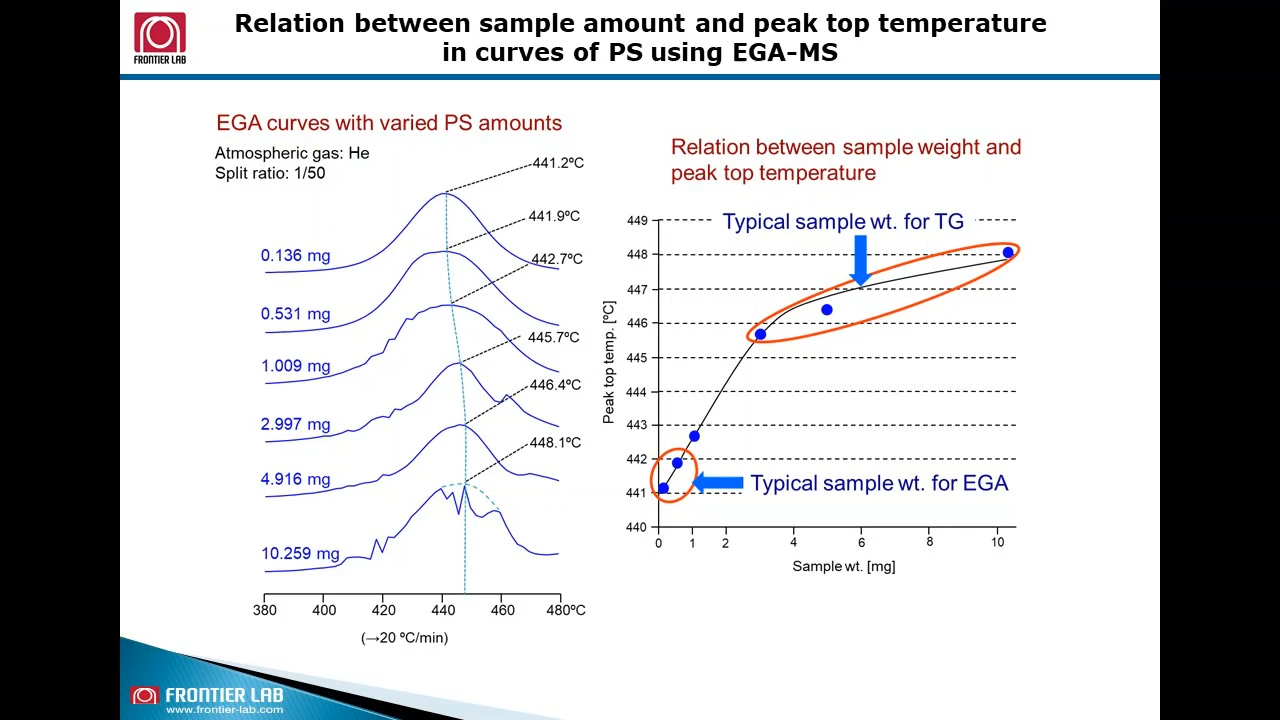 Relation between sample amount and peak top temperature
in curves of PS using EGA-MS
FRONTIER LAB
EGA curves with varied PS amounts
Atmospheric gas: He
Split ratio: 1/50
441.2ºC
441.9ºC
442.7ºC
445.7ºC
446.4ºC
448.1ºC
0.136 mg
0.531 mg
1.009 mg
2.997 mg
4.916 mg
10.259 mg
380 400 420 440 460 480ºC
(→20 ºC/min)
Relation between sample weight and
peak top temperature
Typical sample wt. for TG
Typical sample wt. for EGA
Peak top temp. [ºC]
449
448
447
446
445
444
443
442
441
440
0 1 2 4 6 8 10
Sample wt. [mg]
FRONTIER LAB
www.frontier-lab.com